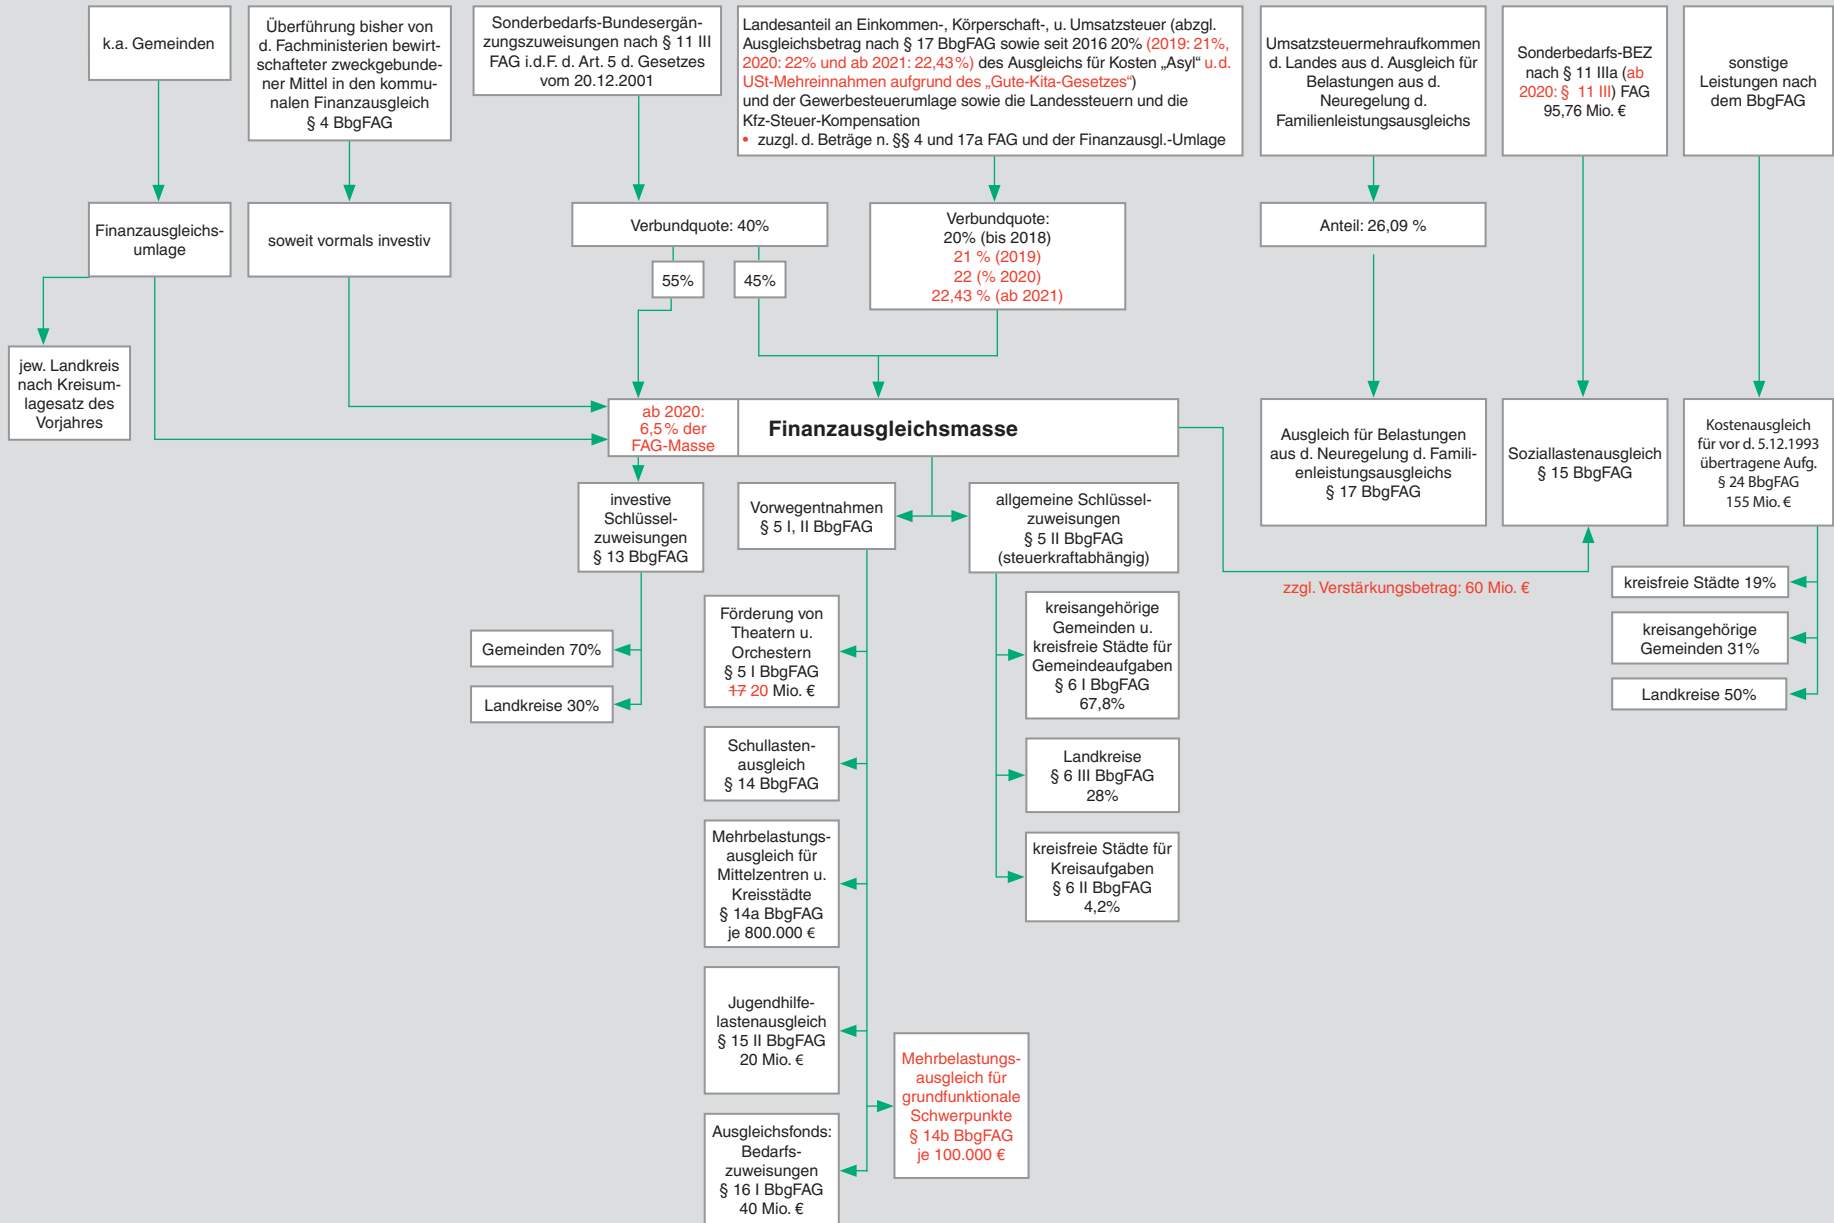 k.a. Gemeinden
Überführung bisher von
d. Fachministerien bewirt-
schafteter zweckgebunde-
ner Mittel in den kommu-
nalen Finanzausgleich
§ 4 BbgFAG
Sonderbedarfs-Bundesergän-
zungszuweisungen nach § 11 III
FAG i.d.F. d. Art. 5 d. Gesetzes
vom 20.12.2001
Landesanteil an Einkommen-, Körperschaft-, u. Umsatzsteuer (abzgl.
Ausgleichsbetrag nach § 17 BbgFAG sowie seit 2016 20% (2019: 21%,
2020: 22% und ab 2021: 22,43%) des Ausgleichs für Kosten „Asyl“ u.d.
USt-Mehreinnahmen aufgrund des „Gute-Kita-Gesetzes“)
und der Gewerbesteuerumlage sowie die Landessteuern und die
Kfz-Steuer-Kompensation
• zuzgl. d. Beträge n. §§ 4 und 17a FAG und der Finanzausgl.-Umlage
Umsatzsteuermehraufkommen
d. Landes aus d. Ausgleich für
Belastungen aus d.
Neuregelung d.
Familienleistungsausgleichs
Sonderbedarfs-BEZ
nach § 11 IIIa (ab
2020: § 11 III) FAG
95,76 Mio. €
sonstige
Leistungen nach
dem BbgFAG
Finanzausgleichs-
umlage
soweit vormals investiv
Verbundquote: 40%
55%
45%
Verbundquote:
20% (bis 2018)
21 % (2019)
22 (% 2020)
22,43 % (ab 2021)
Anteil: 26,09 %
jew. Landkreis
nach Kreisum-
lagesatz des
Vorjahres
ab 2020:
6,5% der
FAG-Masse
Finanzausgleichsmasse
Ausgleich für Belastungen
aus d. Neuregelung d. Famili-
enleistungsausgleichs
§ 17 BbgFAG
Soziallastenausgleich
§ 15 BbgFAG
Kostenausgleich
für vor d. 5.12.1993
übertragene Aufg.
§ 24 BbgFAG
155 Mio. €
investive
Schlüssel-
zuweisungen
§ 13 BbgFAG
Vorwegentnahmen
§ 5 I, II BbgFAG
allgemeine Schlüssel-
zuweisungen
§ 5 II BbgFAG
(steuerkraftabhängig)
zzgl. Verstärkungsbetrag: 60 Mio. €
kreisfreie Städte 19%
kreisangehörige
Gemeinden 31%
Landkreise 50%
Gemeinden 70%
Landkreise 30%
Förderung von
Theatern u.
Orchestern
§ 5 I BbgFAG
17 20 Mio. €
Schullasten-
ausgleich
§ 14 BbgFAG
Mehrbelastungs-
ausgleich für
Mittelzentren u.
Kreisstädte
§ 14a BbgFAG
je 800.000 €
Jugendhilfe-
lastenausgleich
§ 15 II BbgFAG
20 Mio. €
Ausgleichsfonds:
Bedarfs-
zuweisungen
§ 16 I BbgFAG
40 Mio. €
Mehrbelastungs-
ausgleich für
grundfunktionale
Schwerpunkte
§ 14b BbgFAG
je 100.000 €
kreisangehörige
Gemeinden u.
kreisfreie Städte für
Gemeindeaufgaben
§ 6 I BbgFAG
67,8%
Landkreise
§ 6 III BbgFAG
28%
kreisfreie Städte für
Kreisaufgaben
§ 6 II BbgFAG
4,2%